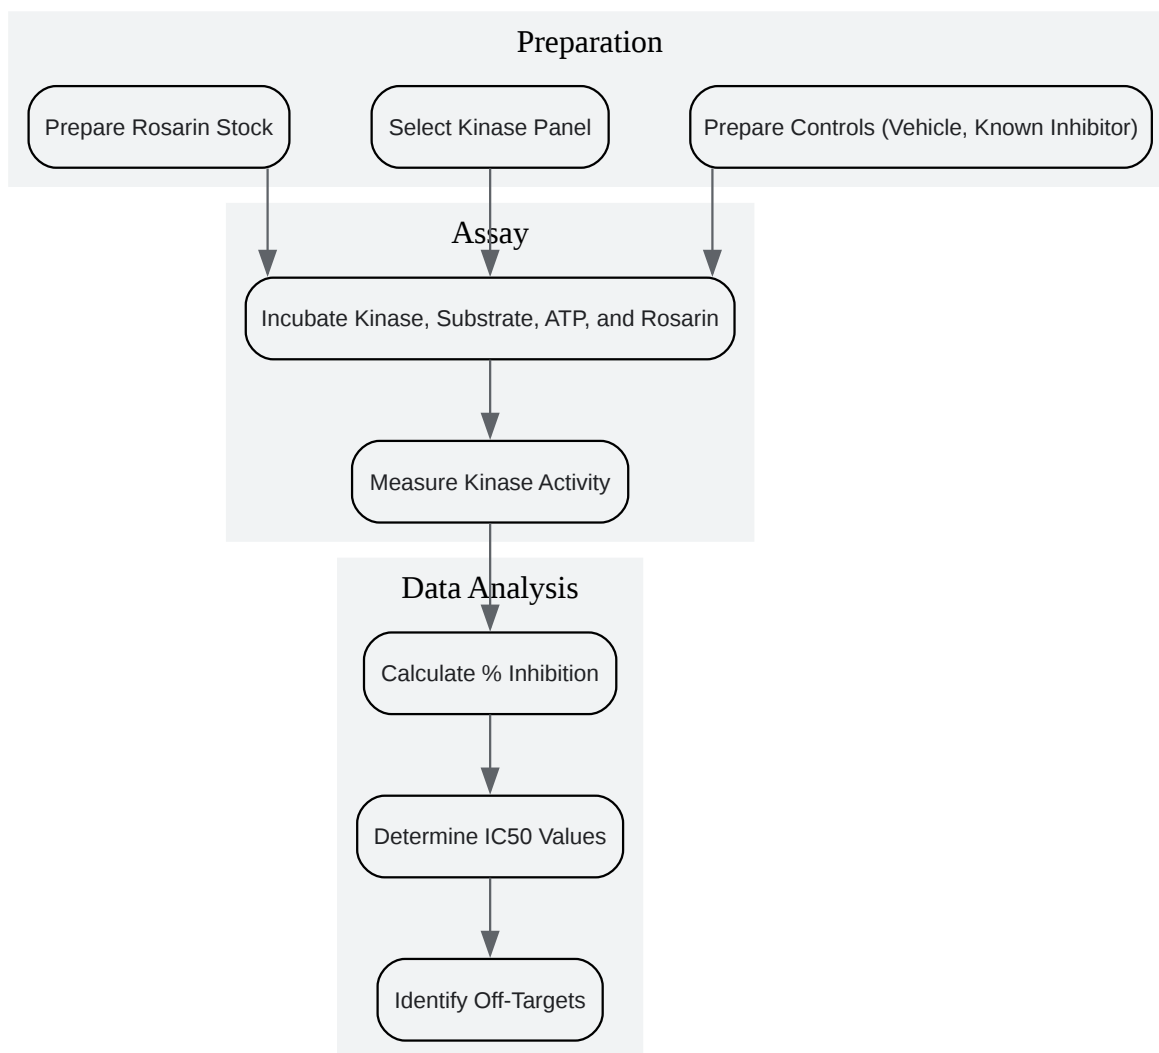 Preparation
Prepare Rosarin Stock
Select Kinase Panel
Prepare Controls (Vehicle, Known Inhibitor)
Assay
Incubate Kinase, Substrate, ATP, and Rosarin
Measure Kinase Activity
Data Analysis
Calculate % Inhibition
Determine IC50 Values
Identify Off-Targets